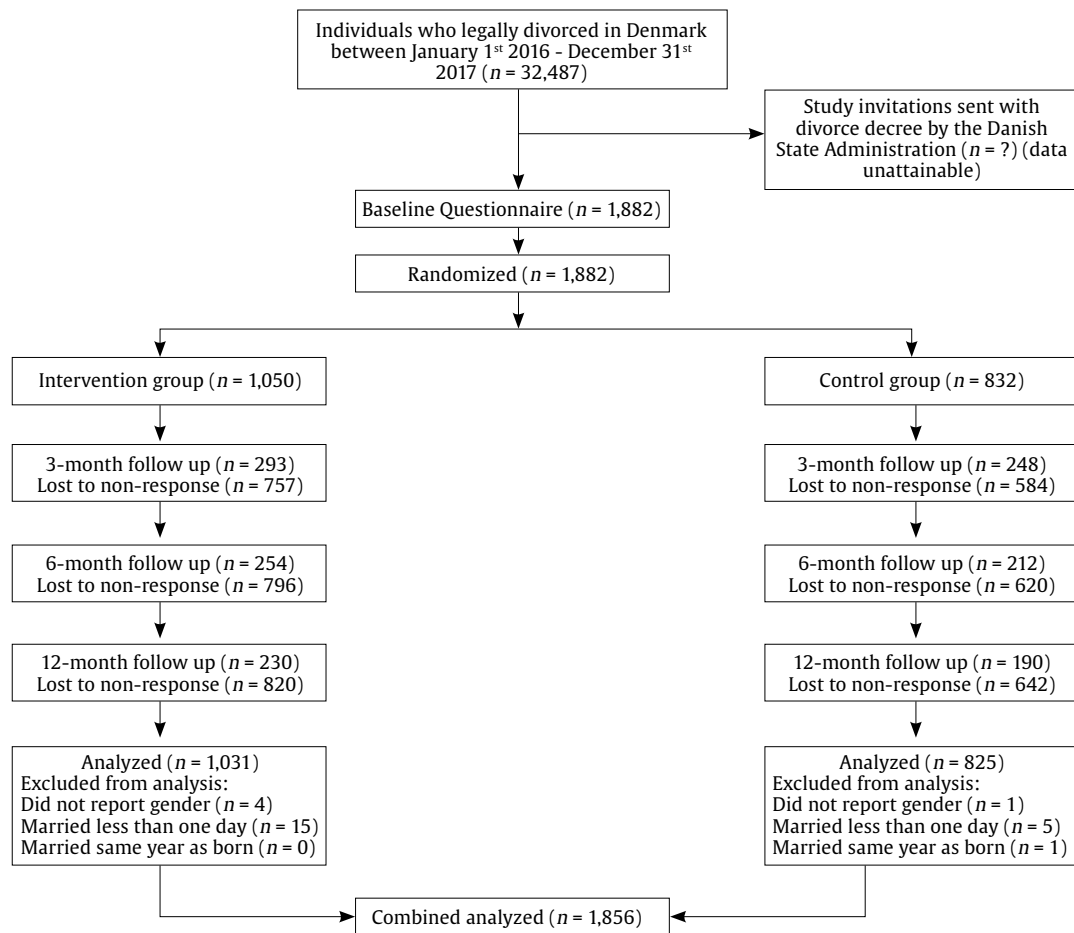 Individuals who legally divorced in Denmark
between January 1st 2016 - December 31st
2017 (n = 32,487)
Study invitations sent with
divorce decree by the Danish
State Administration (n = ?) (data
unattainable)
Baseline Questionnaire (n = 1,882)
Randomized (n = 1,882)
Intervention group (n = 1,050)
Control group (n = 832)
3-month follow up (n = 293)
Lost to non-response (n = 757)
3-month follow up (n = 248)
Lost to non-response (n = 584)
6-month follow up (n = 254)
Lost to non-response (n = 796)
6-month follow up (n = 212)
Lost to non-response (n = 620)
12-month follow up (n = 230)
Lost to non-response (n = 820)
12-month follow up (n = 190)
Lost to non-response (n = 642)
Analyzed (n = 1,031)
Excluded from analysis:
Did not report gender (n = 4)
Married less than one day (n = 15)
Married same year as born (n = 0)
Analyzed (n = 825)
Excluded from analysis:
Did not report gender (n = 1)
Married less than one day (n = 5)
Married same year as born (n = 1)
Combined analyzed (n = 1,856)